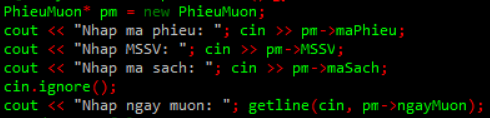 PhieuMuon* pm = new PhieuMuon;
cout << "Nhap ma phieu: "; cin >> pm->maPhieu;
cout << "Nhap MSSV: "; cin >> pm->MSSV;
cout << "Nhap ma sach: "; cin >> pm->maSach;
cin.ignore();
cout << "Nhap ngay muon: "; getline(cin, pm->ngayMuon);